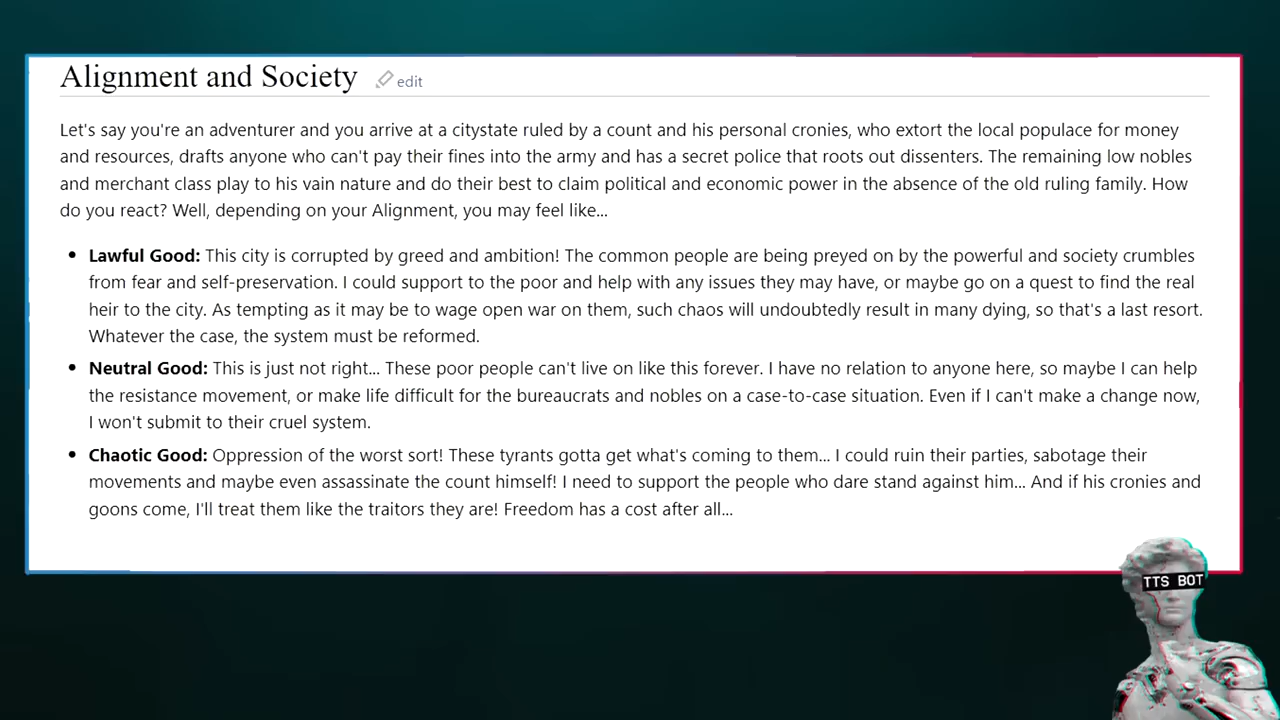 Alignment and Society edit
Let's say you're an adventurer and you arrive at a citystate ruled by a count and his personal cronies, who extort the local populace for money
and resources, drafts anyone who can't pay their fines into the army and has a secret police that roots out dissenters. The remaining low nobles
and merchant class play to his vain nature and do their best to claim political and economic power in the absence of the old ruling family. How
do you react? Well, depending on your Alignment, you may feel like...
• Lawful Good: This city is corrupted by greed and ambition! The common people are being preyed on by the powerful and society crumbles
from fear and self-preservation. I could support to the poor and help with any issues they may have, or maybe go on a quest to find the real
heir to the city. As tempting as it may be to wage open war on them, such chaos will undoubtedly result in many dying, so that's a last resort.
Whatever the case, the system must be reformed.
• Neutral Good: This is just not right... These poor people can't live on like this forever. I have no relation to anyone here, so maybe I can help
the resistance movement, or make life difficult for the bureaucrats and nobles on a case-to-case situation. Even if I can't make a change now,
I won't submit to their cruel system.
• Chaotic Good: Oppression of the worst sort! These tyrants gotta get what's coming to them... I could ruin their parties, sabotage their
movements and maybe even assassinate the count himself! I need to support the people who dare stand against him... And if his cronies and
goons come, I'll treat them like the traitors they are! Freedom has a cost after all...
TTS BOT